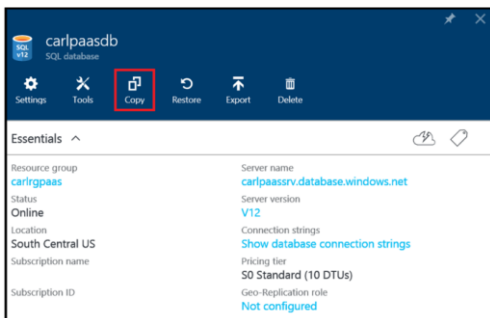 carlpaasdb
SQL database
SQL
v12
Settings Tools Copy Restore Export Delete
Essentials
Resource group
carlrgpaas
Status
Online
Location
South Central US
Subscription name
Subscription ID
Server name
carlpaassrv.database.windows.net
Server version
V12
Connection strings
Show database connection strings
Pricing tier
S0 Standard (10 DTUs)
Geo-Replication role
Not configured